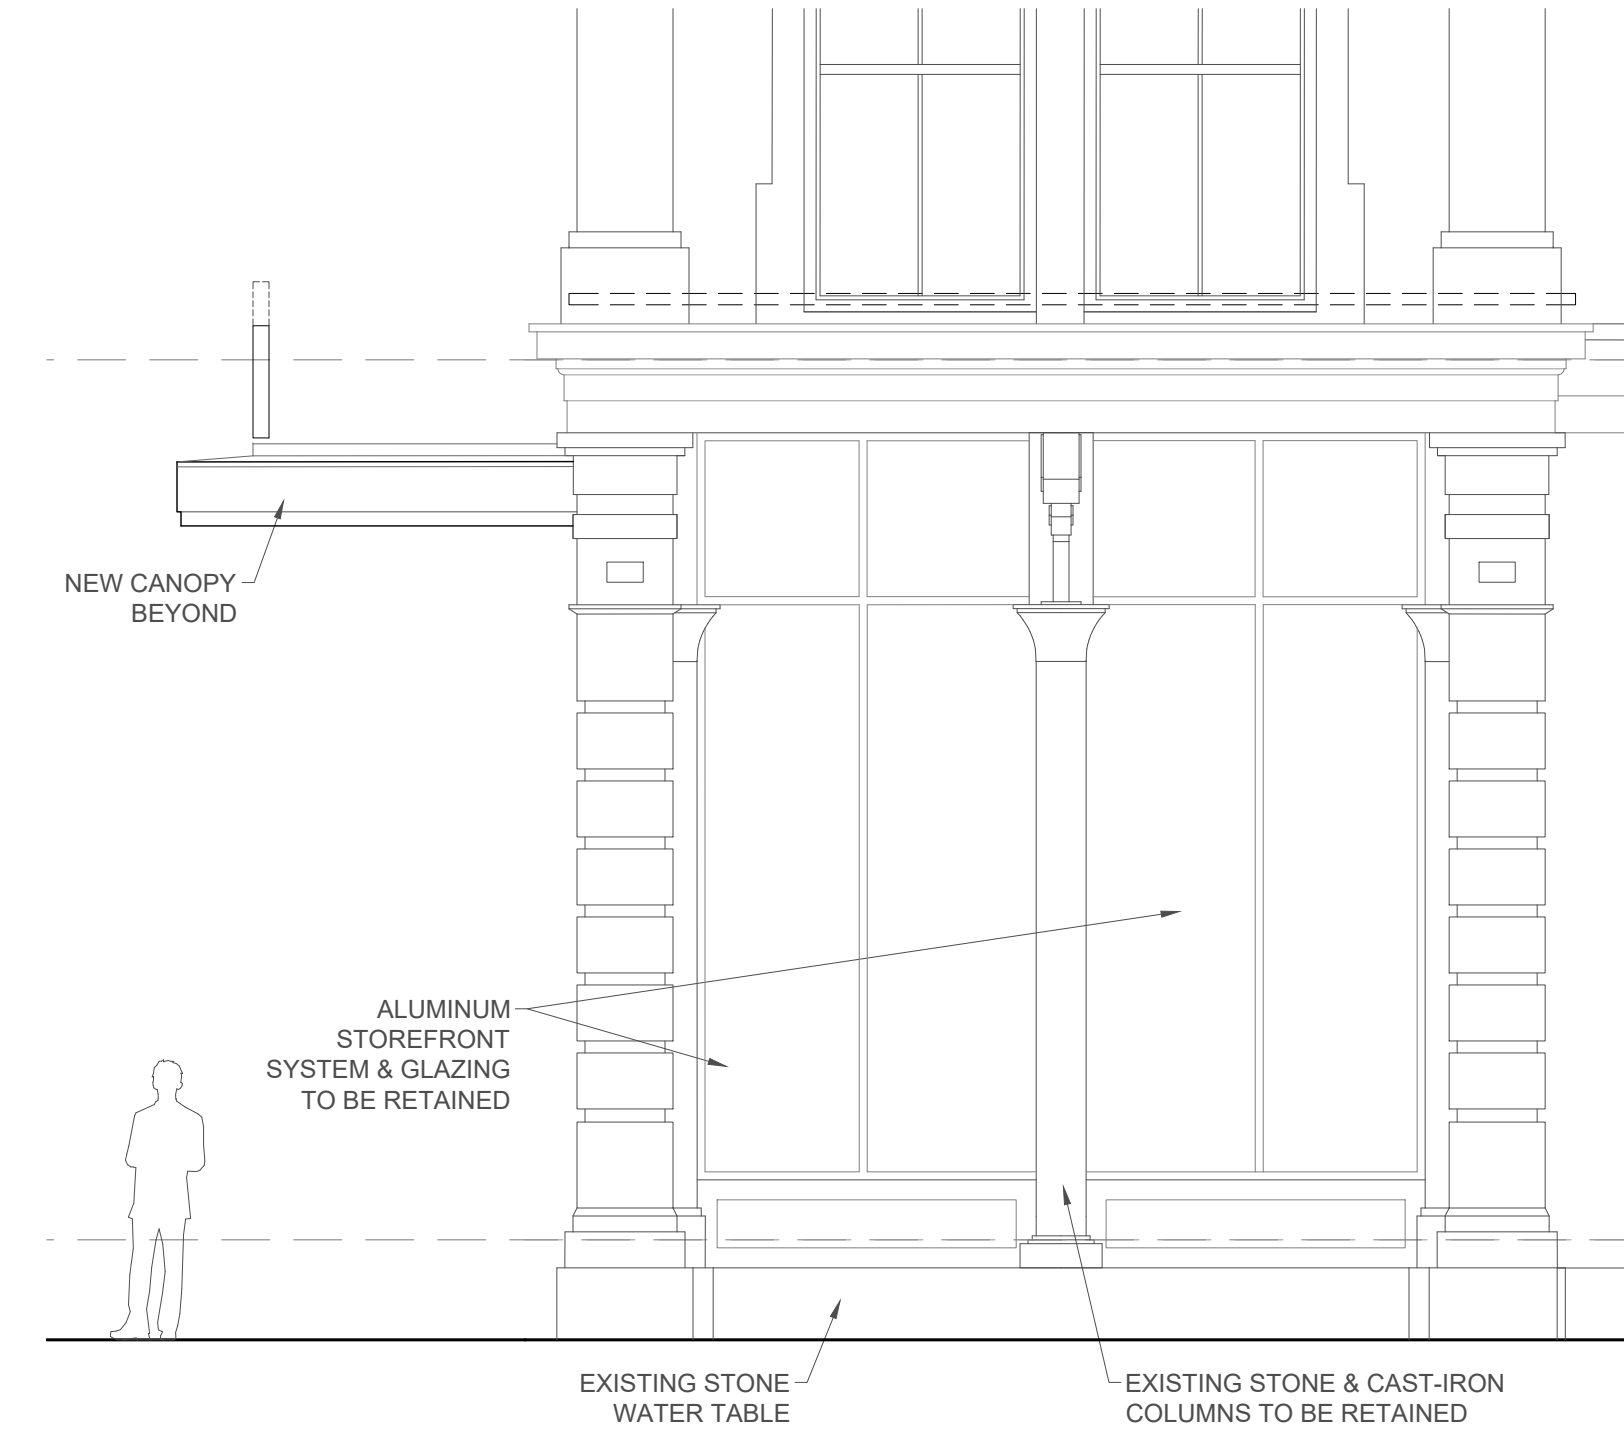 NEW CANOPY
BEYOND
ALUMINUM
STOREFRONT
SYSTEM & GLAZING
TO BE RETAINED
EXISTING STONE
WATER TABLE
EXISTING STONE & CAST-IRON
COLUMNS TO BE RETAINED